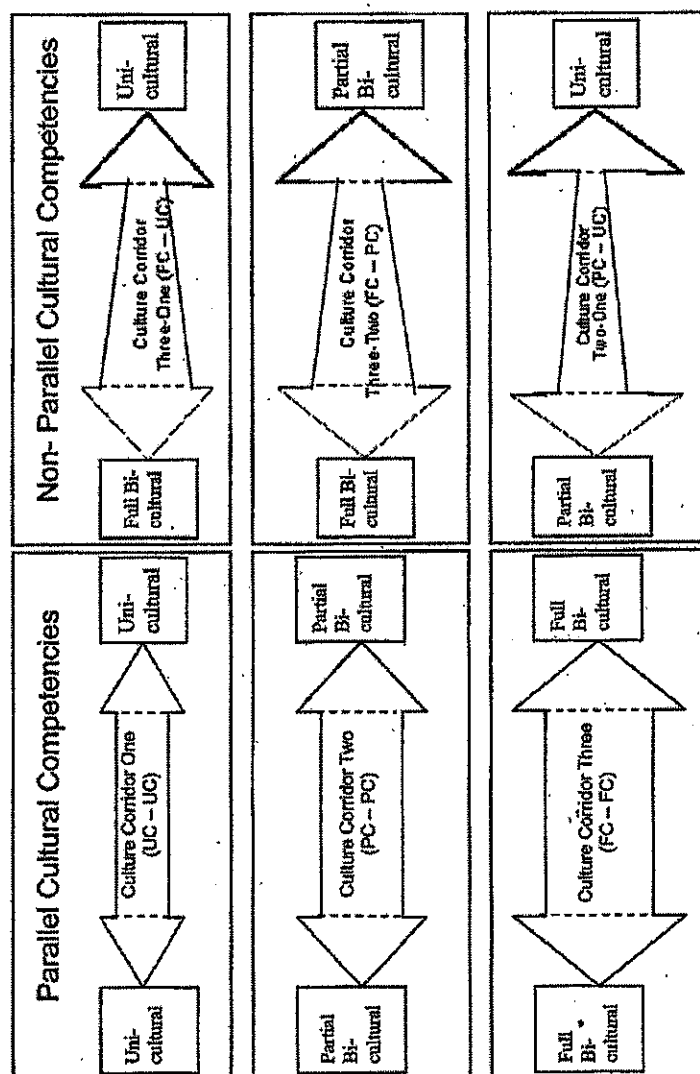 Parallel Cultural Competencies
Uni-
cultural
Culture Corridor One
(UC – UC)
Uni-
cultural
Partial
Bi-
cultural
Culture Corridor Two
(PC – PC)
Partial
Bi-
cultural
Full
Bi-
cultural
Culture Corridor Three
(FC – FC)
Full
Bi-
cultural
Non- Parallel Cultural Competencies
Full Bi-
cultural
Culture Corridor
Three-One (FC – UC)
Uni-
cultural
Full Bi-
cultural
Culture Corridor
Three-Two (FC – PC)
Partial
Bi-
cultural
Partial
Bi-
cultural
Culture Corridor
Two-One (PC – UC)
Uni-
cultural